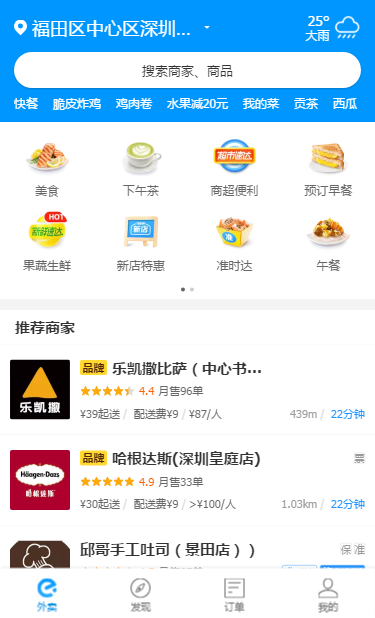 福田区中心区深圳... 25°
大雨
搜索商家、商品
快餐 脆皮炸鸡 鸡肉卷 水果减20元 我的菜 贡茶 西瓜
超市速达
美食 下午茶 商超便利 预订早餐
HOT
新鲜速达 新店
果蔬生鲜 新店特惠 准时达 午餐
推荐商家
乐凯撒
品牌 乐凯撒比萨（中心书...
4.4 月售96单
¥39起送 / 配送费¥9 / ¥87/人 439m / 22分钟
Häagen-Dazs
哈根达斯
品牌 哈根达斯(深圳皇庭店) 票
4.9 月售33单
¥30起送 / 配送费¥9 / >¥100/人 1.03km / 22分钟
邱哥手工吐司（景田店）） 保 准
外卖 发现 订单 我的